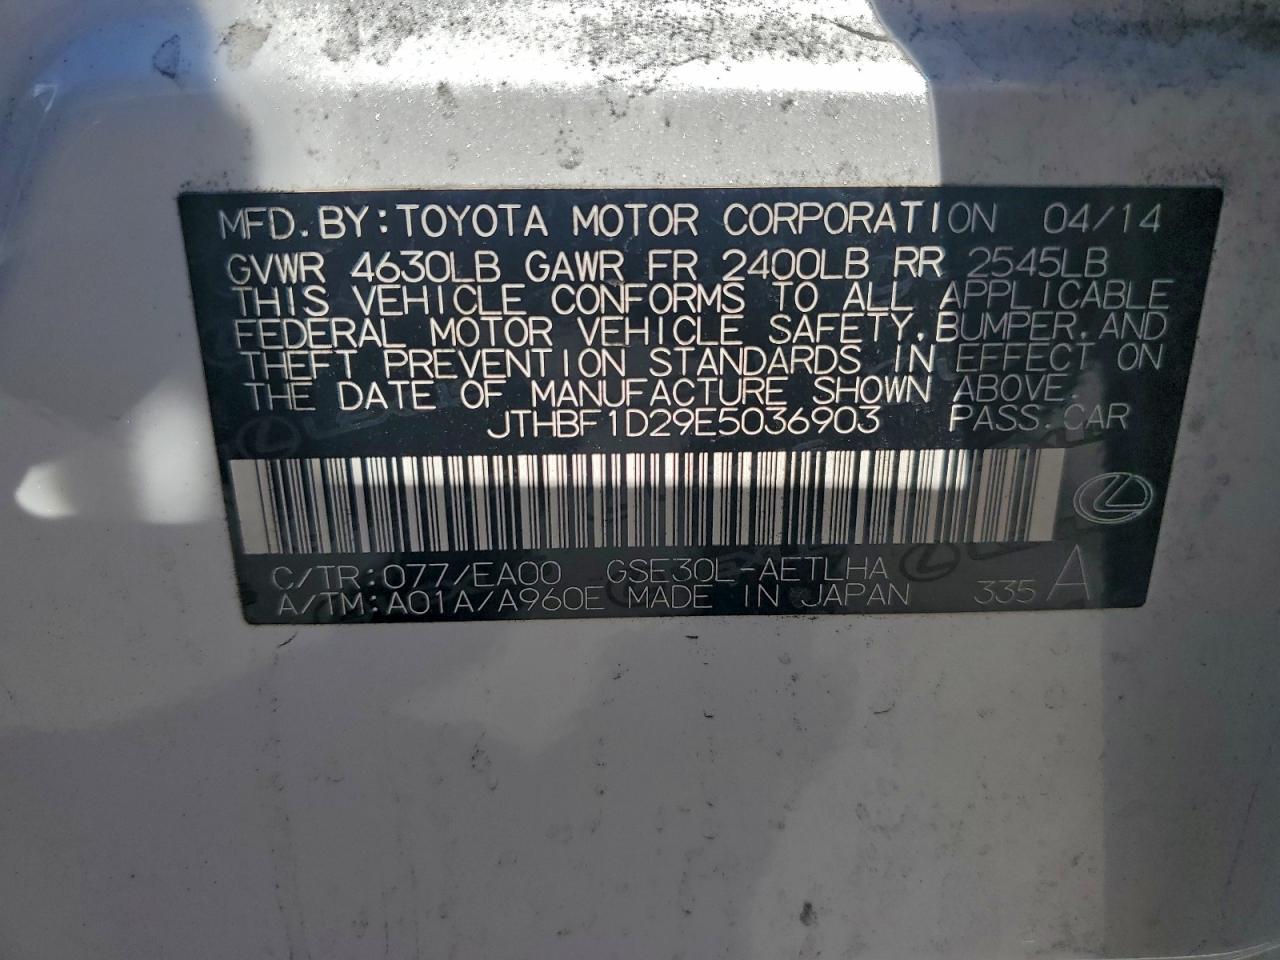 MFD.BY:TOYOTA MOTOR CORPORATION 04/14
GVWR 4630LB GAWR FR 2400LB RR 2545LB
THIS VEHICLE CONFORMS TO ALL APPLICABLE
FEDERAL MOTOR VEHICLE SAFETY,BUMPER,AND
THEFT PREVENTION STANDARDS IN EFFECT ON
THE DATE OF MANUFACTURE SHOWN ABOVE.
JTHBF1D29E5036903 PASS.CAR
C/TR:077/EA00 GSE30L-AETLHA
A/TM:A01A/A960E MADE IN JAPAN 335 A